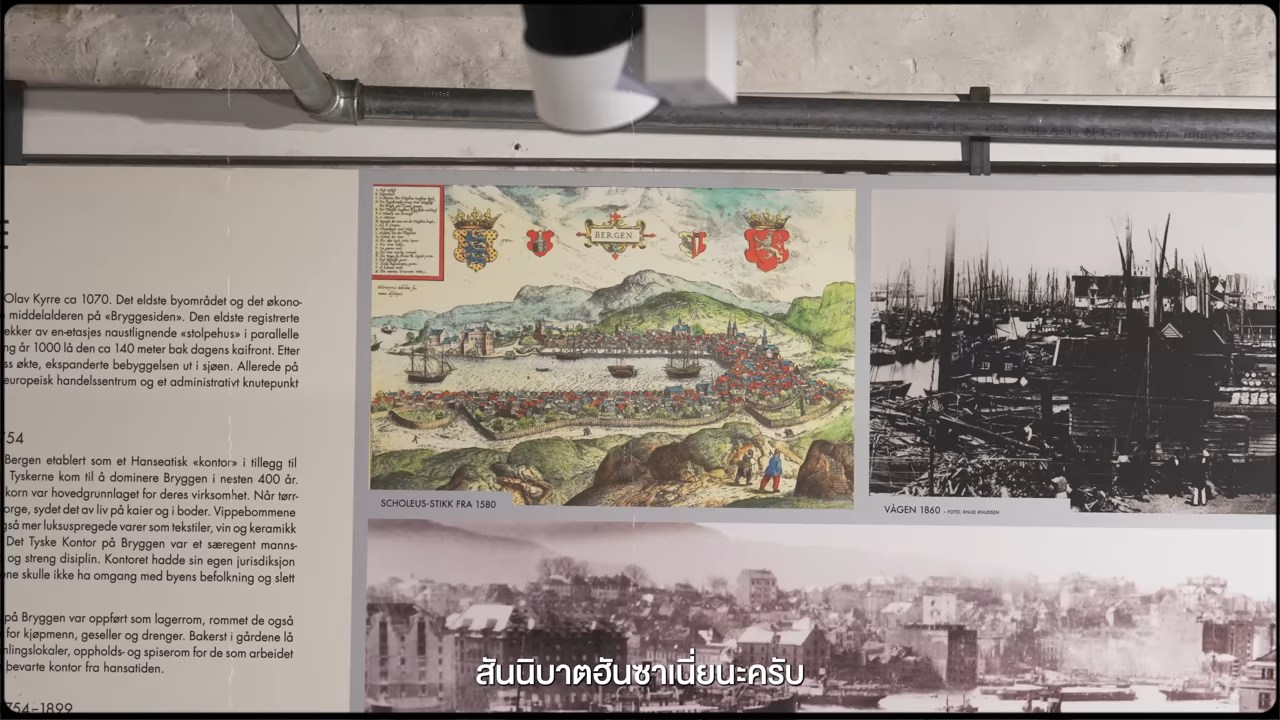 Olav Kyrre ca 1070. Det eldste byområdet og det økono-
middelalderen på «Bryggesiden». Den eldste registrerte
ekker av en-etasjes naustlignende «stolpehus» i parallelle
ng år 1000 lå den ca 140 meter bak dagens kaifront. Etter
ss økte, ekspanderte bebyggelsen ut i sjøen. Allerede på
europeisk handelssentrum og et administrativt knutepunkt
754
Bergen etablert som et Hanseatisk «kontor» i tillegg til
Tyskerne kom til å dominere Bryggen i nesten 400 år.
korn var hovedgrunnlaget for deres virksomhet. Når tørr-
orge, sydet det av liv på kaier og i boder. Vippebommene
gså mer luksuspregede varer som tekstiler, vin og keramikk
Det Tyske Kontor på Bryggen var et særegent manns-
og streng disiplin. Kontoret hadde sin egen jurisdiksjon
ne skulle ikke ha omgang med byens befolkning og slett
på Bryggen var oppført som lagerrom, rommet de også
for kjøpmenn, geseller og drenger. Bakerst i gårdene lå
nlingslokaler, oppholds- og spiserom for de som arbeidet
bevarte kontor fra hansatiden.
754–1899
BERGEN
SCHOLEUS-STIKK FRA 1580
VÅGEN 1860 - FOTO: KNUD KNUDSEN
สันนิบาตฮันซาเนี่ยนะครับ